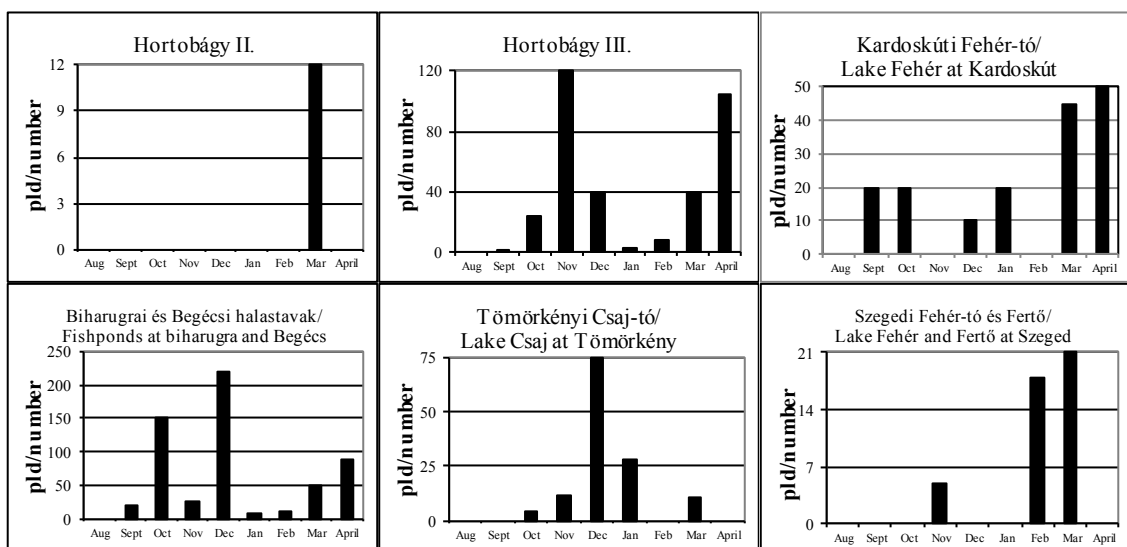 Hortobágy II.
pld/number
12
9
6
3
0
Aug Sept Oct Nov Dec Jan Feb Mar April
Hortobágy III.
pld/number
120
80
40
0
Aug Sept Oct Nov Dec Jan Feb Mar April
Kardoskúti Fehér-tó/
Lake Fehér at Kardoskút
pld/number
50
40
30
20
10
0
Aug Sept Oct Nov Dec Jan Feb Mar April
Biharugrai és Begécsi halastavak/
Fishponds at biharugra and Begécs
pld/number
250
200
150
100
50
0
Aug Sept Oct Nov Dec Jan Feb Mar April
Tömörkényi Csaj-tó/
Lake Csaj at Tömörkény
pld/number
75
50
25
0
Aug Sept Oct Nov Dec Jan Feb Mar April
Szegedi Fehér-tó és Fertő/
Lake Fehér and Fertő at Szeged
pld/number
21
14
7
0
Aug Sept Oct Nov Dec Jan Feb Mar April